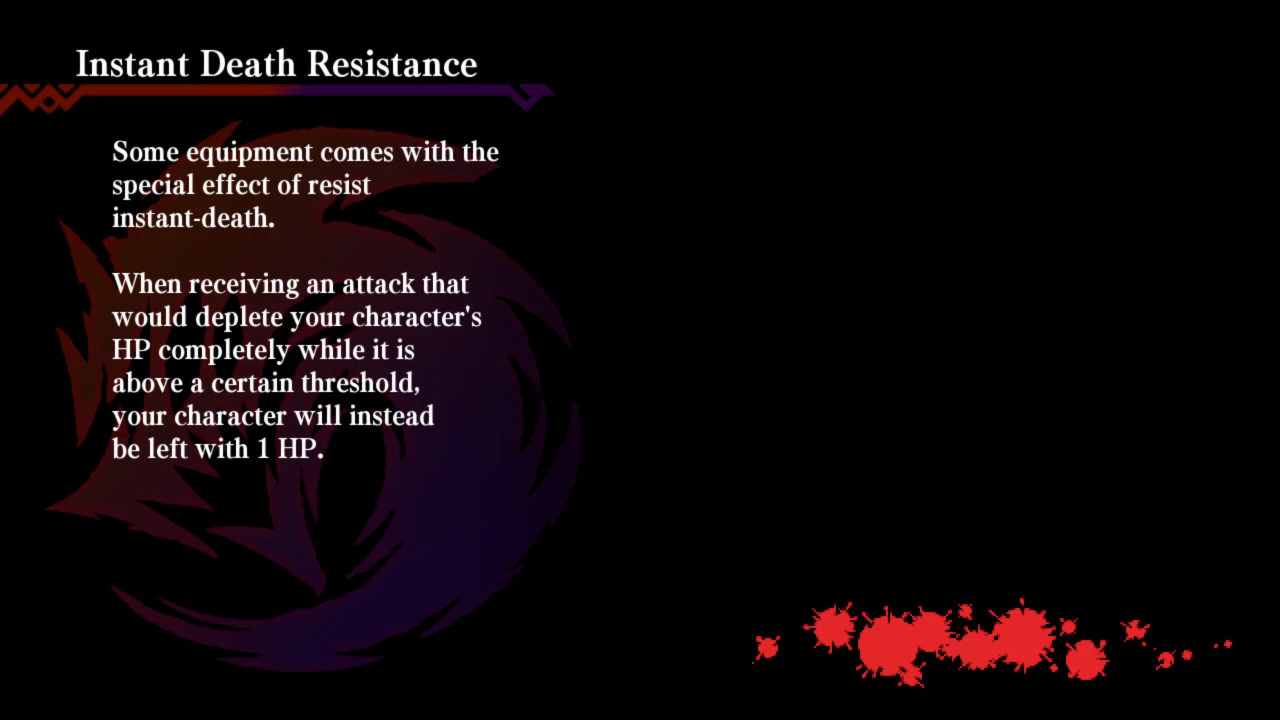 Instant Death Resistance
Some equipment comes with the
special effect of resist
instant-death.
When receiving an attack that
would deplete your character's
HP completely while it is
above a certain threshold,
your character will instead
be left with 1 HP.